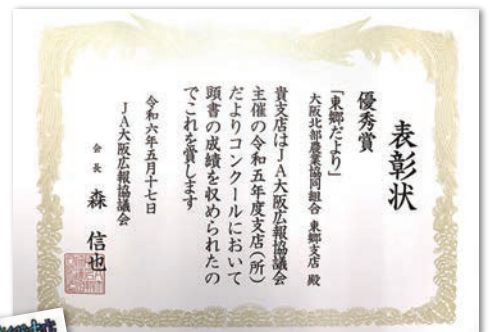 表彰状
優秀賞
「東郷だより」
大阪北部農業協同組合 東郷支店 殿
貴支店はJA大阪広報協議会
主催の令和五年度支店(所)
だよりコンクールにおいて
頭書の成績を収められたの
でこれを賞します
令和六年五月十七日
JA大阪広報協議会
会長 森 信也